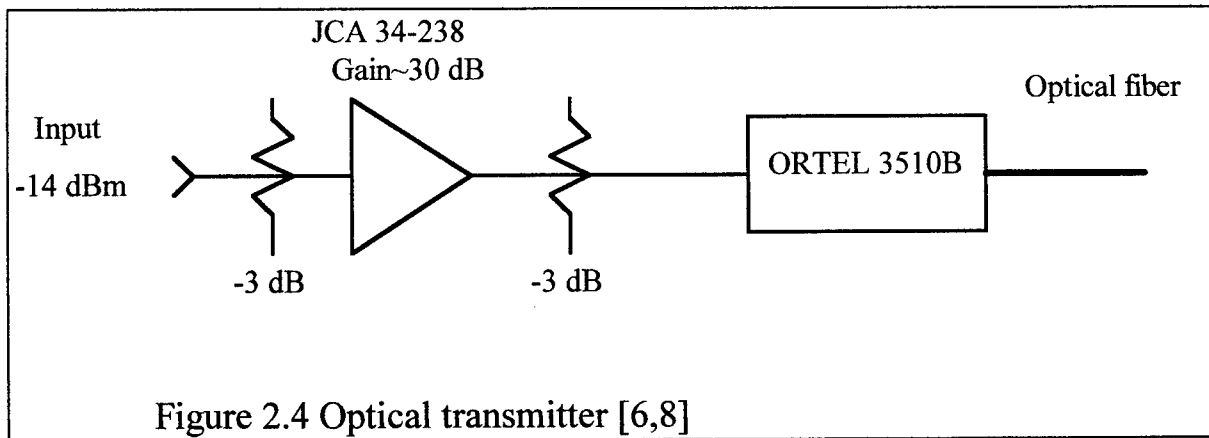 JCA 34-238
Gain~30 dB
Optical fiber
Input
-14 dBm
ORTEL 3510B
-3 dB
-3 dB
Figure 2.4 Optical transmitter [6,8]